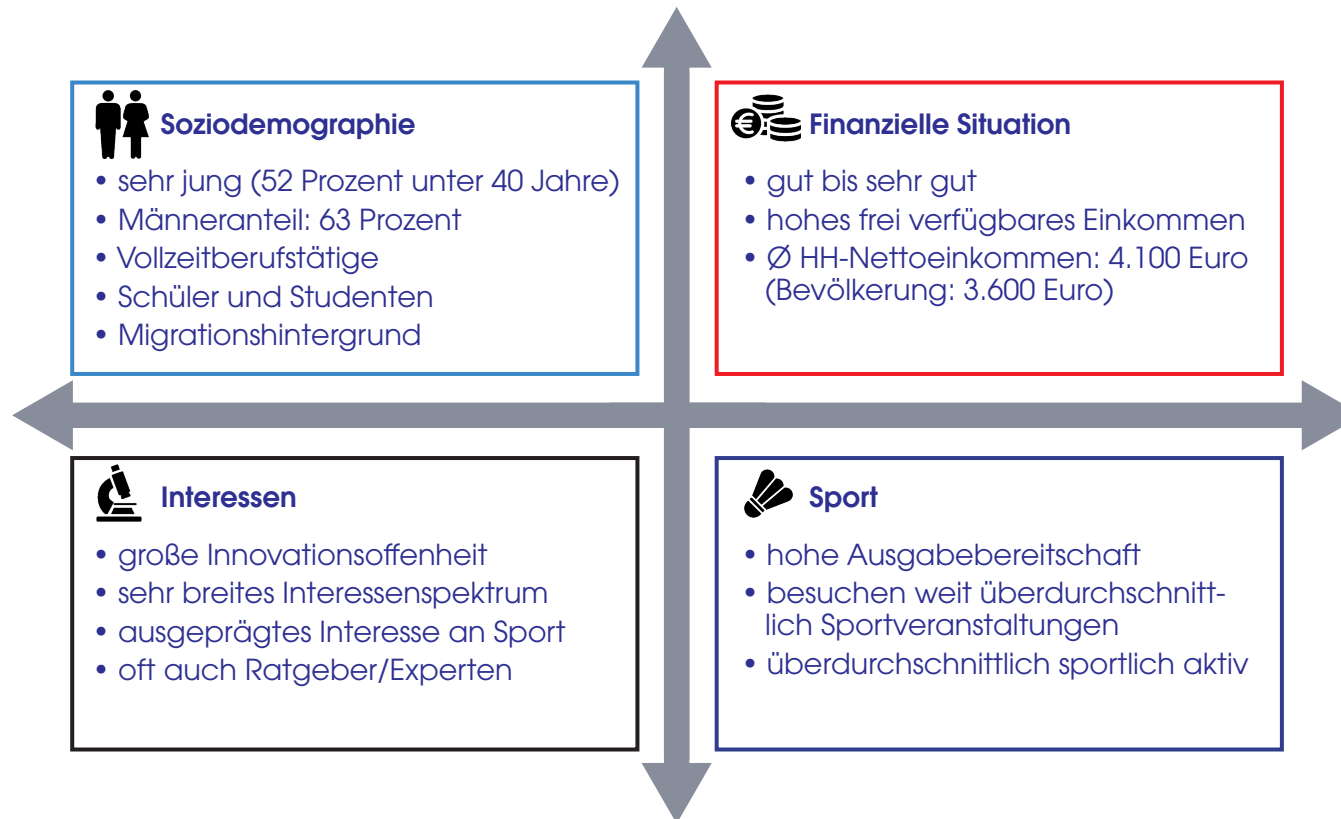 Soziodemographie
• sehr jung (52 Prozent unter 40 Jahre)
• Männeranteil: 63 Prozent
• Vollzeitberufstätige
• Schüler und Studenten
• Migrationshintergrund
€ Finanzielle Situation
• gut bis sehr gut
• hohes frei verfügbares Einkommen
• Ø HH-Nettoeinkommen: 4.100 Euro
(Bevölkerung: 3.600 Euro)
Interessen
• große Innovationsoffenheit
• sehr breites Interessenspektrum
• ausgeprägtes Interesse an Sport
• oft auch Ratgeber/Experten
Sport
• hohe Ausgabebereitschaft
• besuchen weit überdurchschnitt-
lich Sportveranstaltungen
• überdurchschnittlich sportlich aktiv